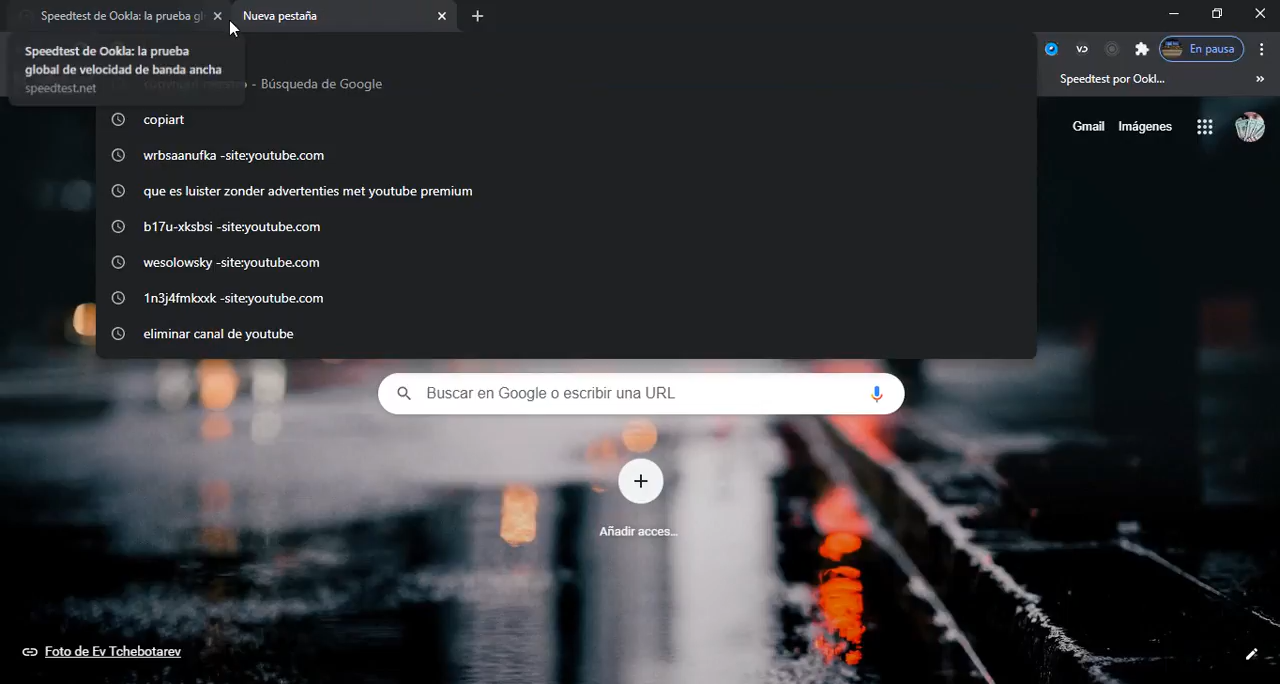 Speedtest de Ookla: la prueba gl
Nueva pestaña
Speedtest de Ookla: la prueba
global de velocidad de banda ancha
speedtest.net
En pausa
Speedtest por Ookl...
»
- Búsqueda de Google
copiart
wrbsaanufka -site:youtube.com
que es luister zonder advertenties met youtube premium
b17u-xksbsi -site:youtube.com
wesolowsky -site:youtube.com
1n3j4fmkxxk -site:youtube.com
eliminar canal de youtube
Gmail Imágenes
Buscar en Google o escribir una URL
Añadir acces...
Foto de Ev Tchebotarev